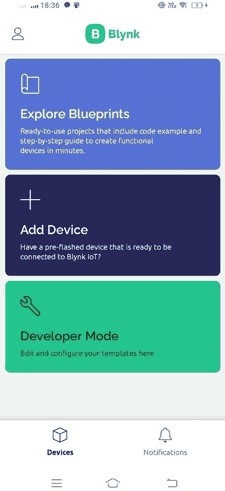 18:36
B Blynk
Explore Blueprints
Ready-to-use projects that include code example and
step-by-step guide to create functional
devices in minutes.
Add Device
Have a pre-flashed device that is ready to be
connected to Blynk IoT?
Developer Mode
Edit and configure your templates here
Devices
Notifications